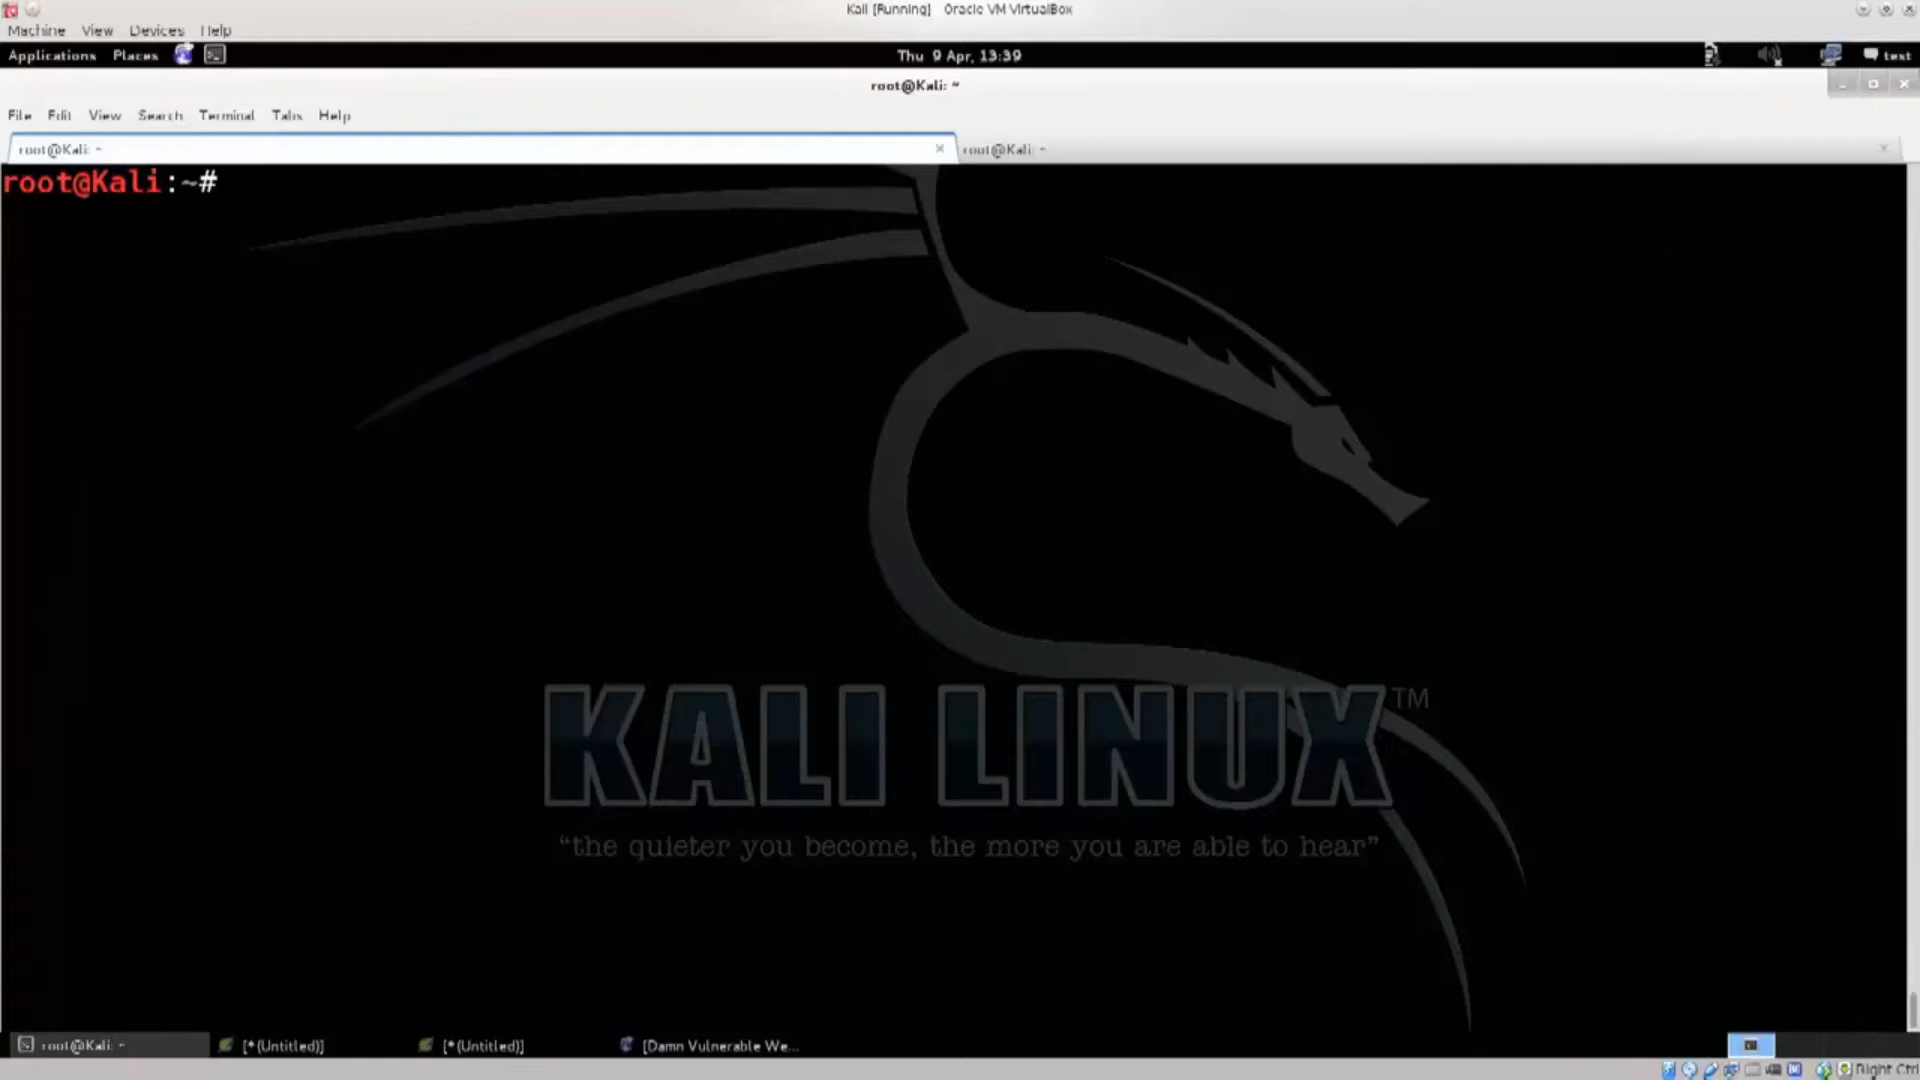 Kali [Running] - Oracle VM VirtualBox
Machine View Devices Help
Applications Places Thu 9 Apr, 13:39 text
root@Kali: ~
File Edit View Search Terminal Tabs Help
root@Kali: ~ root@Kali: ~
root@Kali:~#
KALI LINUX™
“the quieter you become, the more you are able to hear”
root@Kali: ~ [*(Untitled)] [*(Untitled)] [Damn Vulnerable We...
Right Ctrl